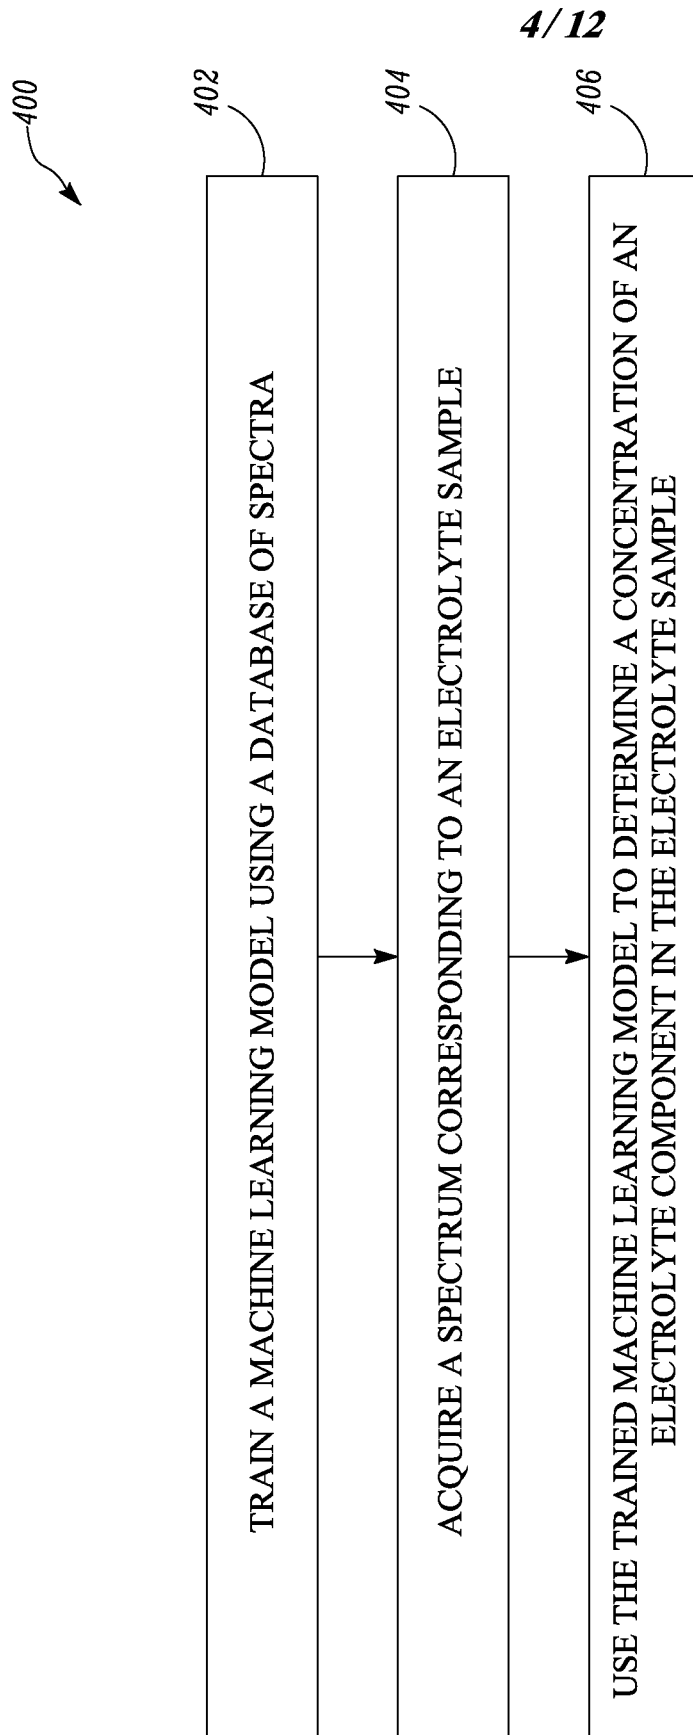 4/12
400
402
TRAIN A MACHINE LEARNING MODEL USING A DATABASE OF SPECTRA
404
ACQUIRE A SPECTRUM CORRESPONDING TO AN ELECTROLYTE SAMPLE
406
USE THE TRAINED MACHINE LEARNING MODEL TO DETERMINE A CONCENTRATION OF AN
ELECTROLYTE COMPONENT IN THE ELECTROLYTE SAMPLE